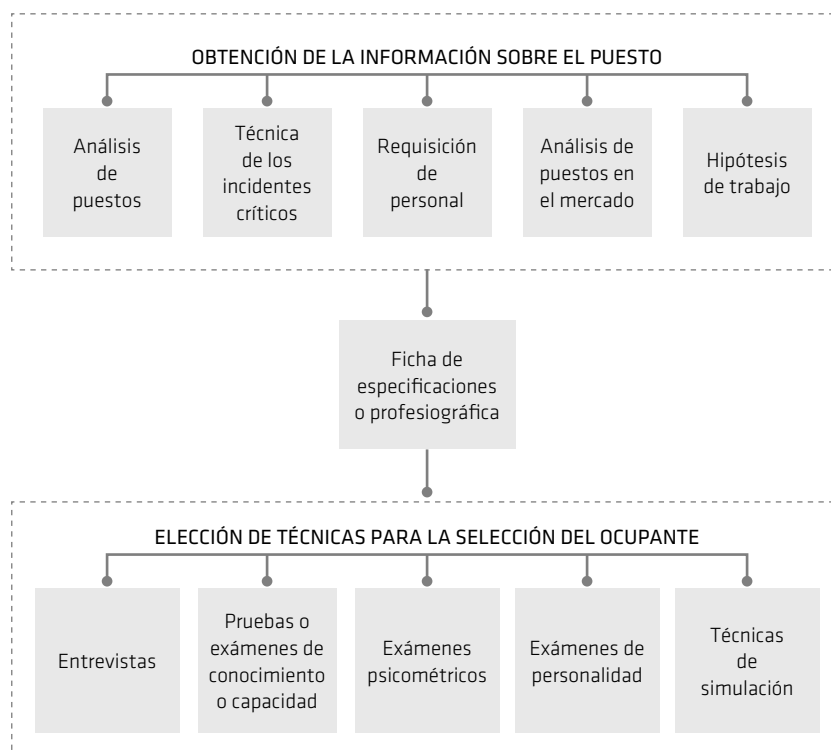 OBTENCIÓN DE LA INFORMACIÓN SOBRE EL PUESTO
Análisis
de
puestos
Técnica
de los
incidentes
críticos
Requisición
de
personal
Análisis de
puestos en
el mercado
Hipótesis
de trabajo
Ficha de
especificaciones
o profesiográfica
ELECCIÓN DE TÉCNICAS PARA LA SELECCIÓN DEL OCUPANTE
Entrevistas
Pruebas o
exámenes de
conocimiento
o capacidad
Exámenes
psicométricos
Exámenes de
personalidad
Técnicas
de
simulación